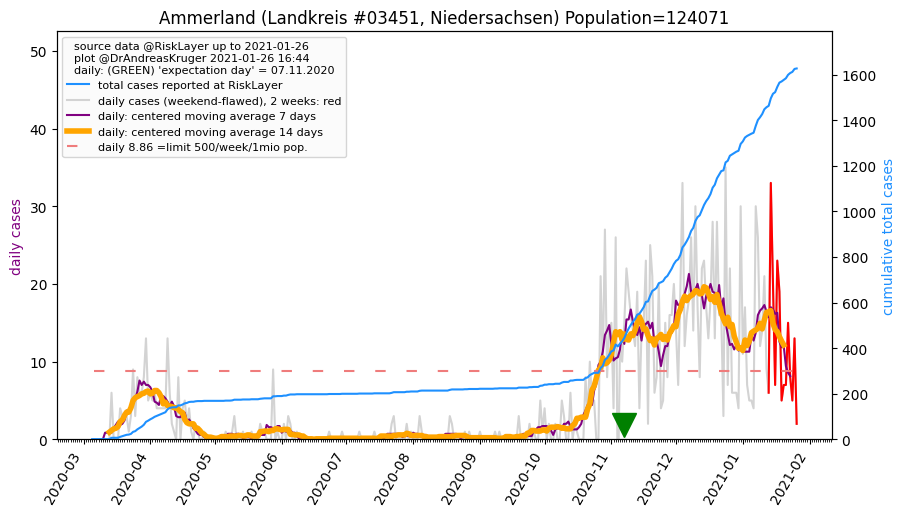 Ammerland (Landkreis #03451, Niedersachsen) Population=124071
source data @RiskLayer up to 2021-01-26
plot @DrAndreasKruger 2021-01-26 16:44
daily: (GREEN) 'expectation day' = 07.11.2020
total cases reported at RiskLayer
daily cases (weekend-flawed), 2 weeks: red
daily: centered moving average 7 days
daily: centered moving average 14 days
daily 8.86 =limit 500/week/1mio pop.
daily cases
50
40
30
20
10
0
cumulative total cases
1600
1400
1200
1000
800
600
400
200
0
2020-03
2020-04
2020-05
2020-06
2020-07
2020-08
2020-09
2020-10
2020-11
2020-12
2021-01
2021-02